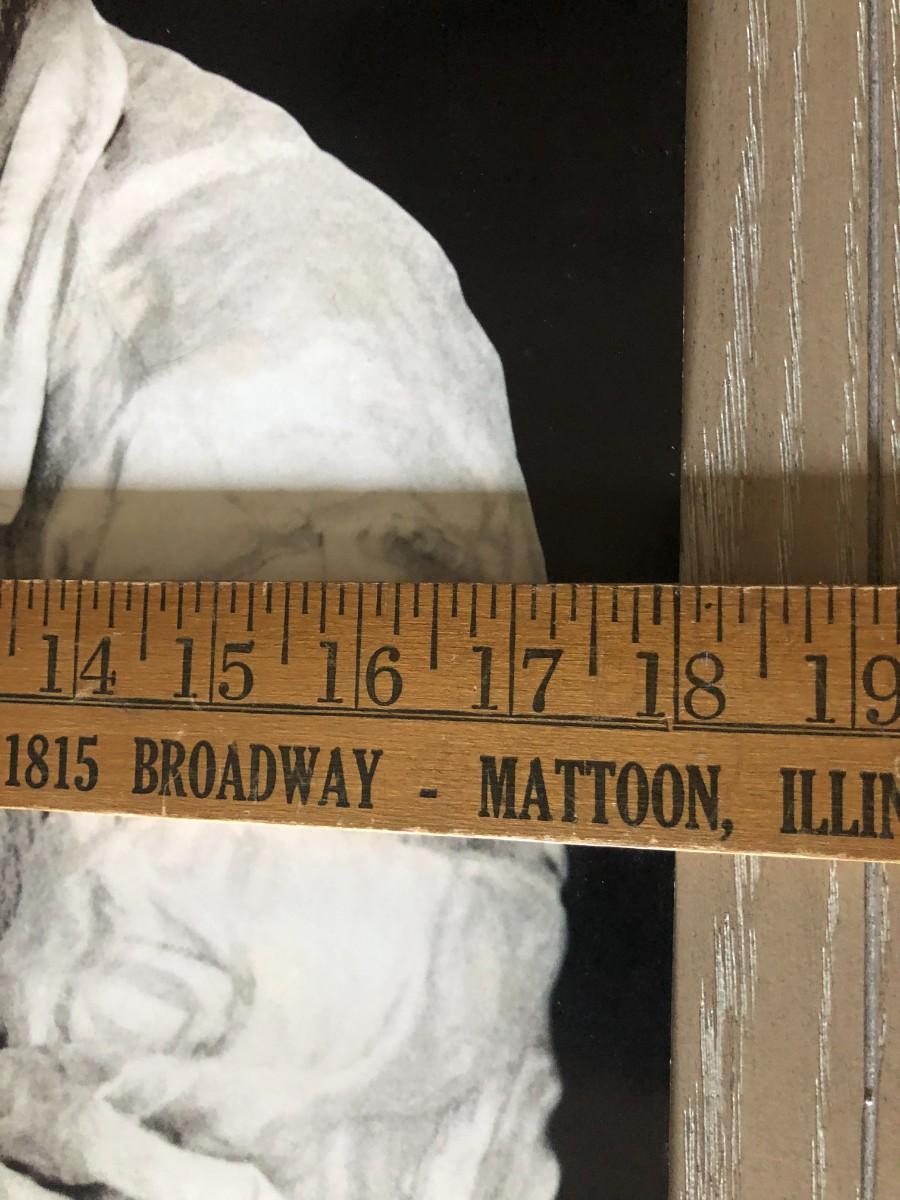 14 15 16 17 18 19
1815 BROADWAY - MATTOON, ILLIN